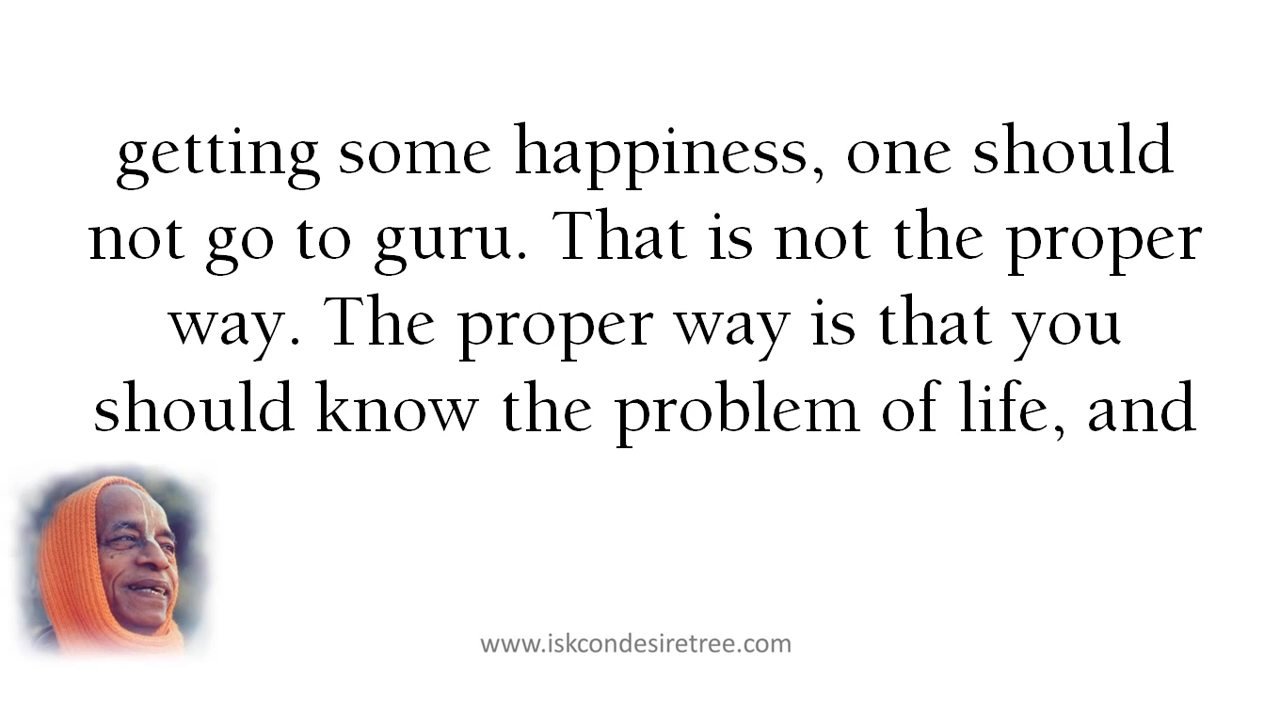 getting some happiness, one should
not go to guru. That is not the proper
way. The proper way is that you
should know the problem of life, and
www.iskcondesiretree.com